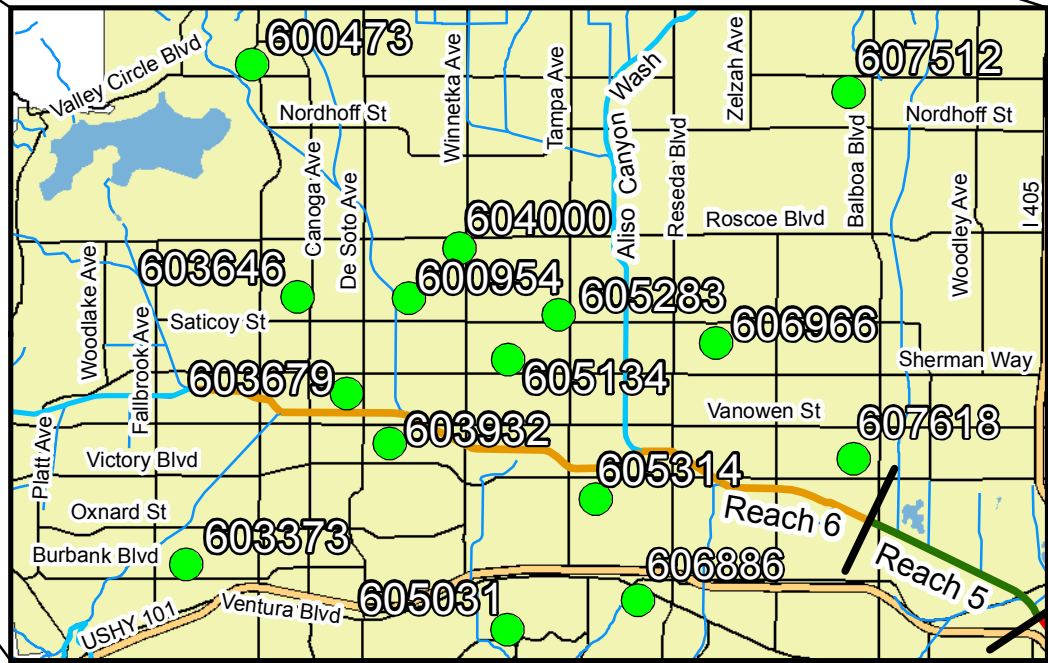 600473
607512
Valley Circle Blvd
Winnetka Ave
Tampa Ave
Wash
Zelzah Ave
Nordhoff St
Nordhoff St
Canoga Ave
De Soto Ave
Aliso Canyon
Reseda Blvd
Balboa Blvd
Woodley Ave
I 405
604000
Roscoe Blvd
603646
600954
605283
606966
Woodlake Ave
Saticoy St
Fallbrook Ave
Sherman Way
603679
605134
Vanowen St
607618
Platt Ave
603932
Victory Blvd
605314
Reach 6
Oxnard St
603373
Burbank Blvd
606886
Reach 5
605031
Ventura Blvd
USHY 101